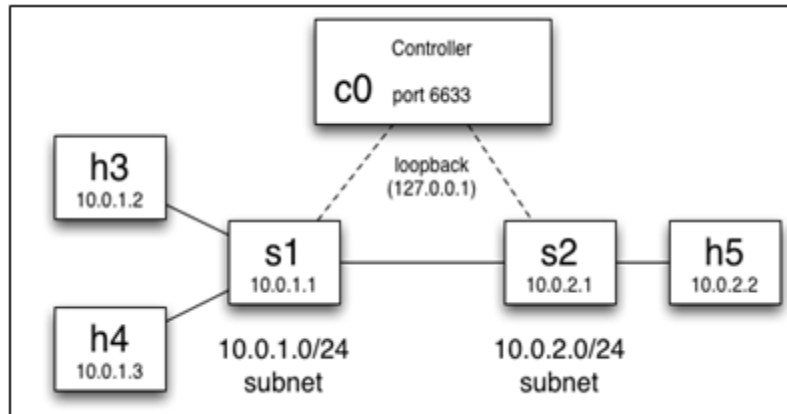 Controller
c0 port 6633
loopback
(127.0.0.1)
h3
10.0.1.2
s1
10.0.1.1
s2
10.0.2.1
h5
10.0.2.2
h4
10.0.1.3
10.0.1.0/24
subnet
10.0.2.0/24
subnet